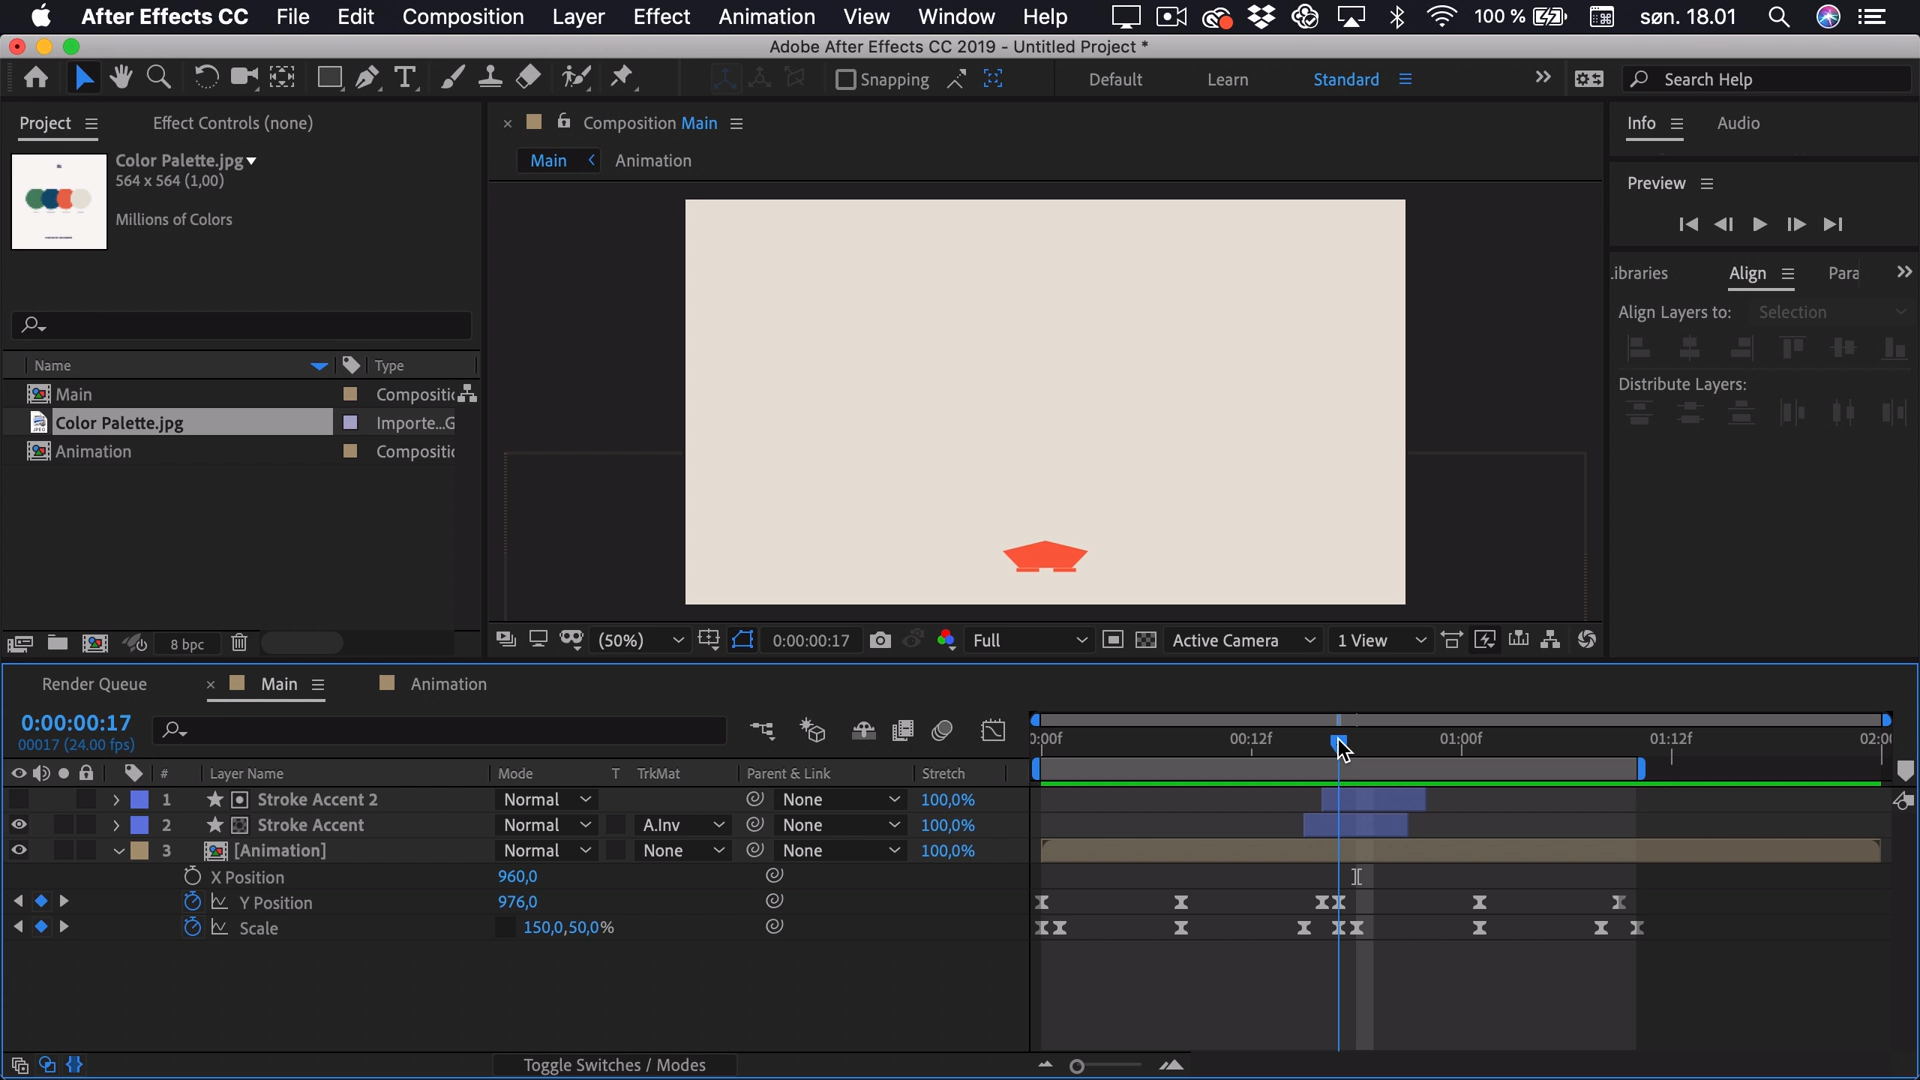 After Effects CC File Edit Composition Layer Effect Animation View Window Help 100 % søn. 18.01
Adobe After Effects CC 2019 - Untitled Project *
Snapping Default Learn Standard Search Help
Project Effect Controls (none) Composition Main Info Audio
Color Palette.jpg
564 x 564 (1,00)
Millions of Colors
Main Animation
Preview
ibraries Align Para
Align Layers to: Selection
Distribute Layers:
Name Type
Main Compositic
Color Palette.jpg Importe...G
Animation Compositic
8 bpc
(50%) 0:00:00:17 Full Active Camera 1 View
Render Queue Main Animation
0:00:00:17
00017 (24.00 fps)
0:00f 00:12f 01:00f 01:12f 02:00
# Layer Name Mode T TrkMat Parent & Link Stretch
1 Stroke Accent 2 Normal None 100,0%
2 Stroke Accent Normal A.Inv None 100,0%
3 [Animation] Normal None None 100,0%
X Position 960,0
Y Position 976,0
Scale 150,0,50,0%
Toggle Switches / Modes